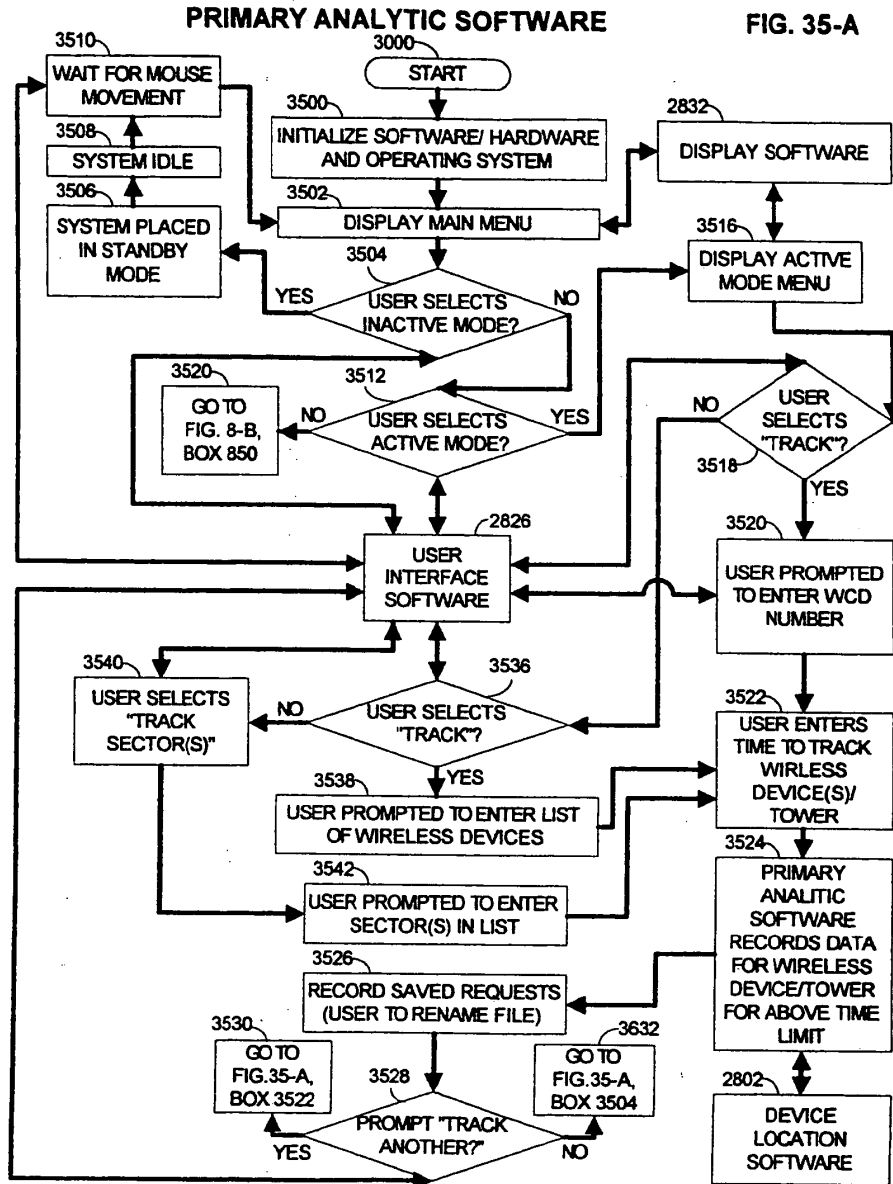 PRIMARY ANALYTIC SOFTWARE
FIG. 35-A
3510
WAIT FOR MOUSE
MOVEMENT
3508
SYSTEM IDLE
3506
SYSTEM PLACED
IN STANDBY
MODE
3000
START
3500
INITIALIZE SOFTWARE/ HARDWARE
AND OPERATING SYSTEM
3502
DISPLAY MAIN MENU
2832
DISPLAY SOFTWARE
3516
DISPLAY ACTIVE
MODE MENU
3504
YES
USER SELECTS
INACTIVE MODE?
NO
3520
GO TO
FIG. 8-B,
BOX 850
NO
3512
USER SELECTS
ACTIVE MODE?
YES
NO
USER
SELECTS
"TRACK"?
3518
YES
2826
USER
INTERFACE
SOFTWARE
3520
USER PROMPTED
TO ENTER WCD
NUMBER
3540
USER SELECTS
"TRACK
SECTOR(S)"
NO
3536
USER SELECTS
"TRACK"?
YES
3522
USER ENTERS
TIME TO TRACK
WIRLESS
DEVICE(S)/
TOWER
3538
USER PROMPTED TO ENTER LIST
OF WIRELESS DEVICES
3542
USER PROMPTED TO ENTER
SECTOR(S) IN LIST
3524
PRIMARY
ANALITIC
SOFTWARE
RECORDS DATA
FOR WIRELESS
DEVICE/TOWER
FOR ABOVE TIME
LIMIT
3526
RECORD SAVED REQUESTS
(USER TO RENAME FILE)
3530
GO TO
FIG.35-A,
BOX 3522
3528
PROMPT "TRACK
ANOTHER?"
YES
NO
3632
GO TO
FIG.35-A,
BOX 3504
2802
DEVICE
LOCATION
SOFTWARE